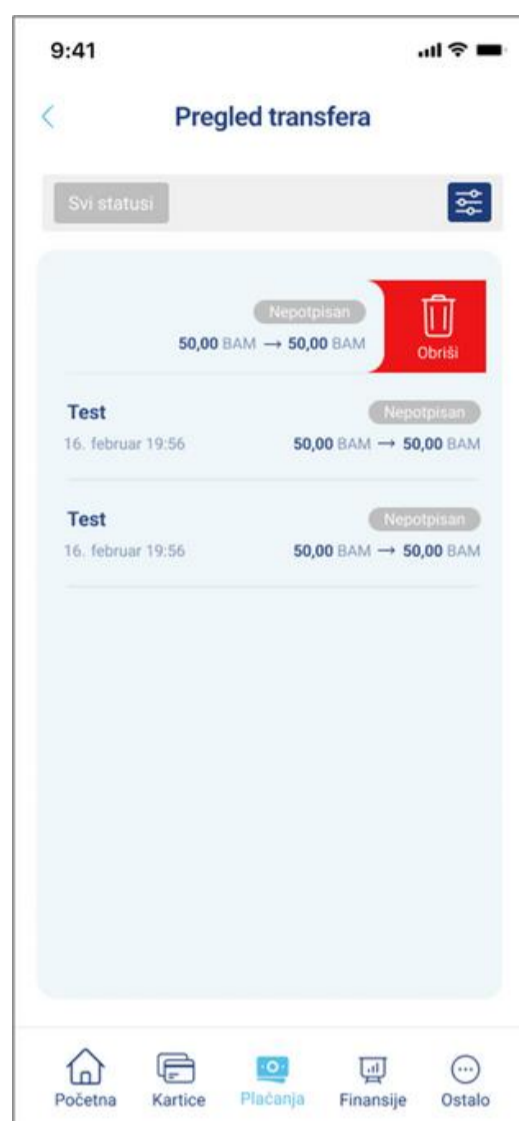 9:41
Pregled transfera
Svi statusi
Nepotpisan
50,00 BAM → 50,00 BAM
Obriši
Test
Nepotpisan
16. februar 19:56
50,00 BAM → 50,00 BAM
Test
Nepotpisan
16. februar 19:56
50,00 BAM → 50,00 BAM
Početna
Kartice
Plaćanja
Finansije
Ostalo